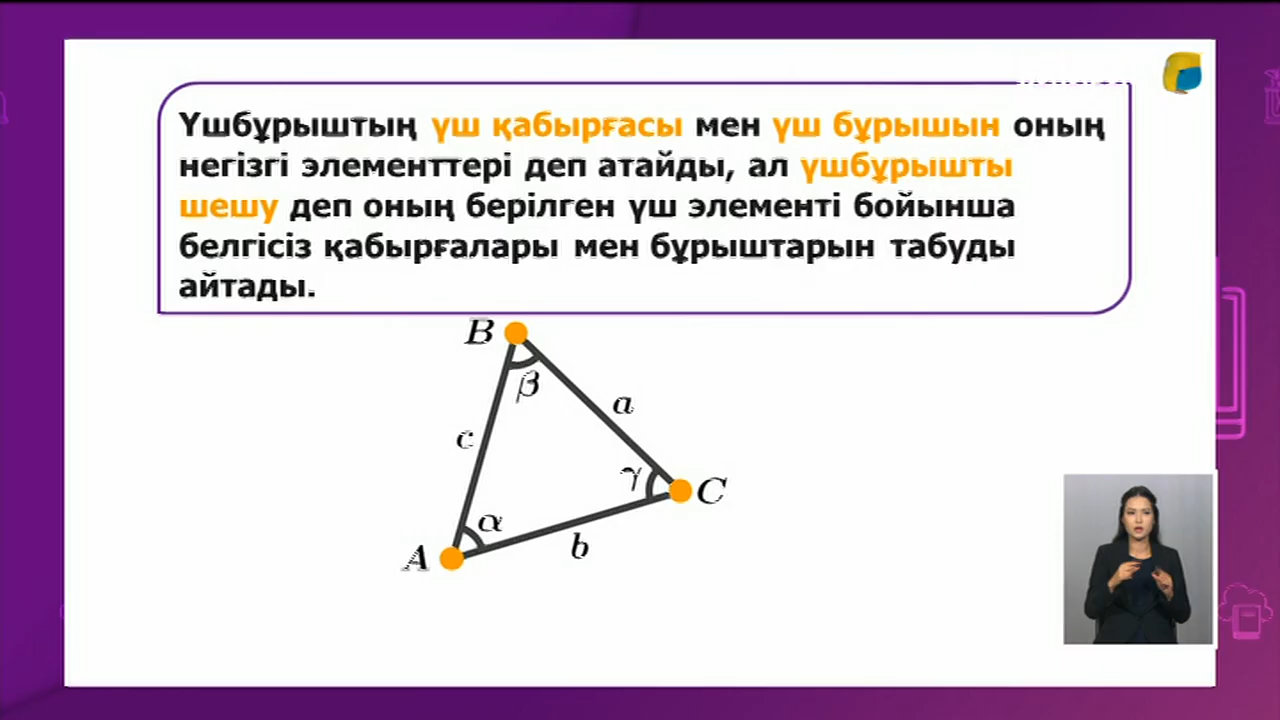 Үшбұрыштың үш қабырғасы мен үш бұрышын оның
негізгі элементтері деп атайды, ал үшбұрышты
шешу деп оның берілген үш элементі бойынша
белгісіз қабырғалары мен бұрыштарын табуды
айтады.
B
β
a
c
γ
C
α
b
A